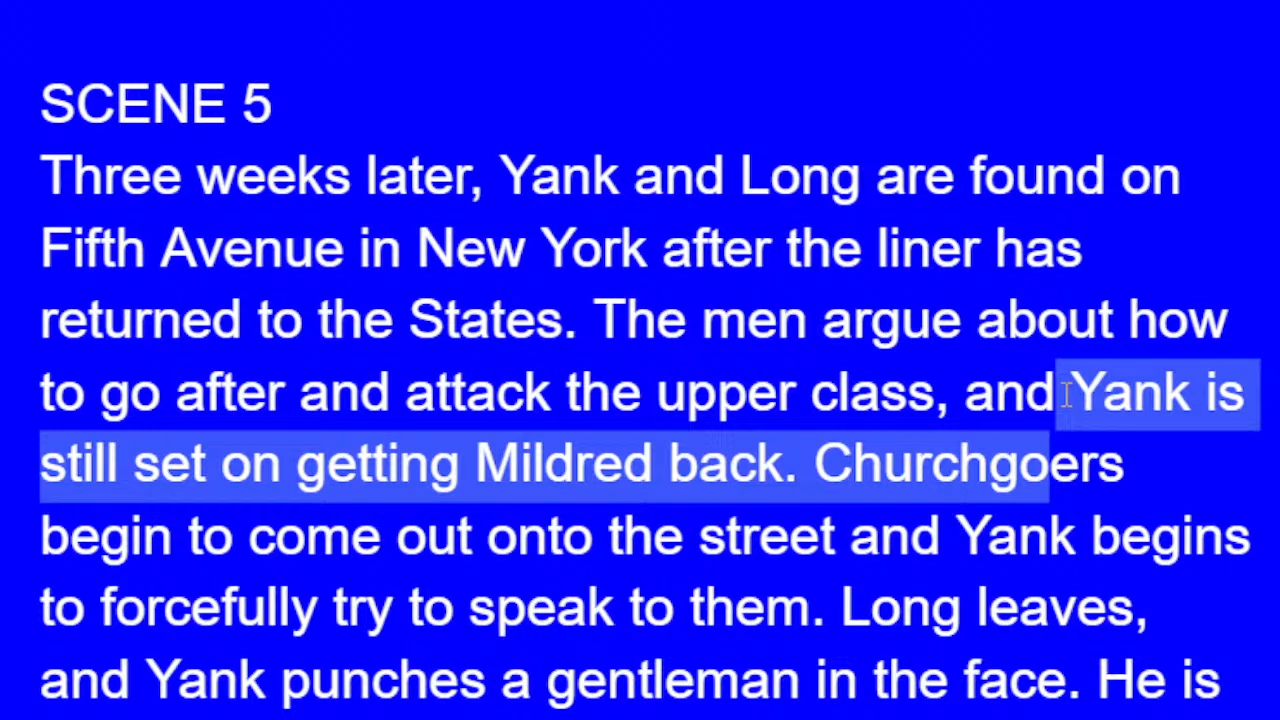 SCENE 5
Three weeks later, Yank and Long are found on
Fifth Avenue in New York after the liner has
returned to the States. The men argue about how
to go after and attack the upper class, and Yank is
still set on getting Mildred back. Churchgoers
begin to come out onto the street and Yank begins
to forcefully try to speak to them. Long leaves,
and Yank punches a gentleman in the face. He is